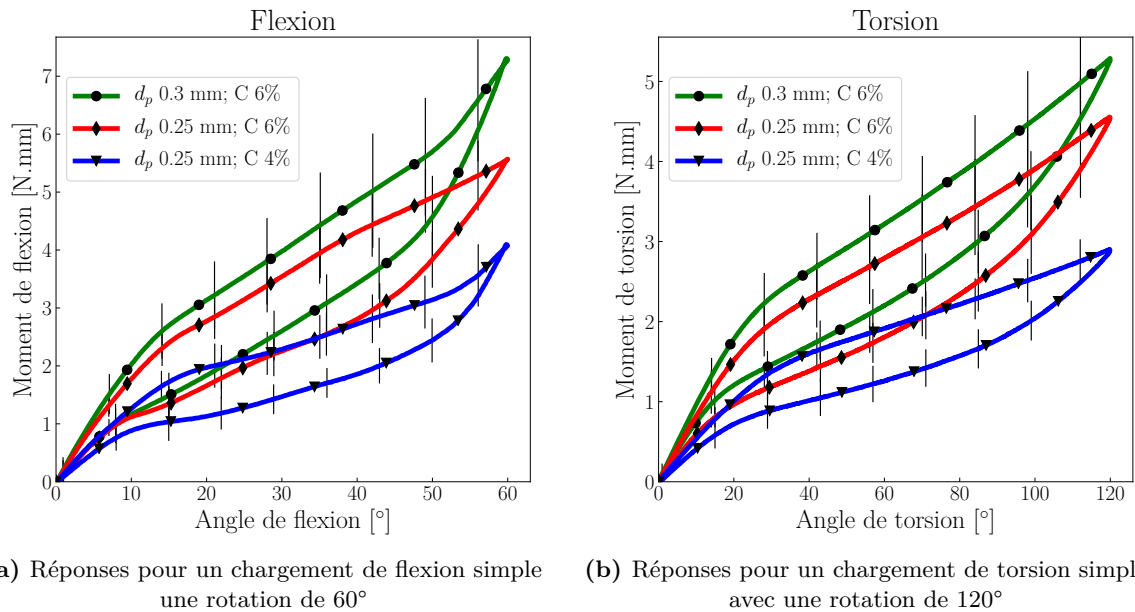 Flexion
Moment de flexion [N.mm]
7
6
5
4
3
2
1
0
d_p 0.3 mm; C 6%
d_p 0.25 mm; C 6%
d_p 0.25 mm; C 4%
0 10 20 30 40 50 60
Angle de flexion [°]
a) Réponses pour un chargement de flexion simple
une rotation de 60°
Torsion
Moment de torsion [N.mm]
5
4
3
2
1
0
d_p 0.3 mm; C 6%
d_p 0.25 mm; C 6%
d_p 0.25 mm; C 4%
0 20 40 60 80 100 120
Angle de torsion [°]
(b) Réponses pour un chargement de torsion simpl
avec une rotation de 120°